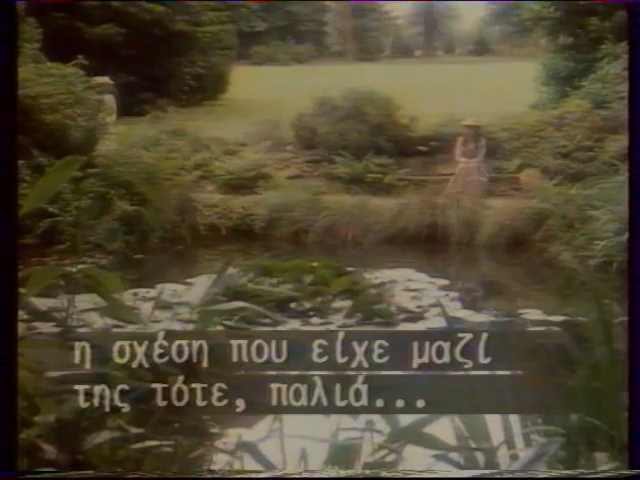 η σχέση που είχε μαζί
της τότε, παλιά...